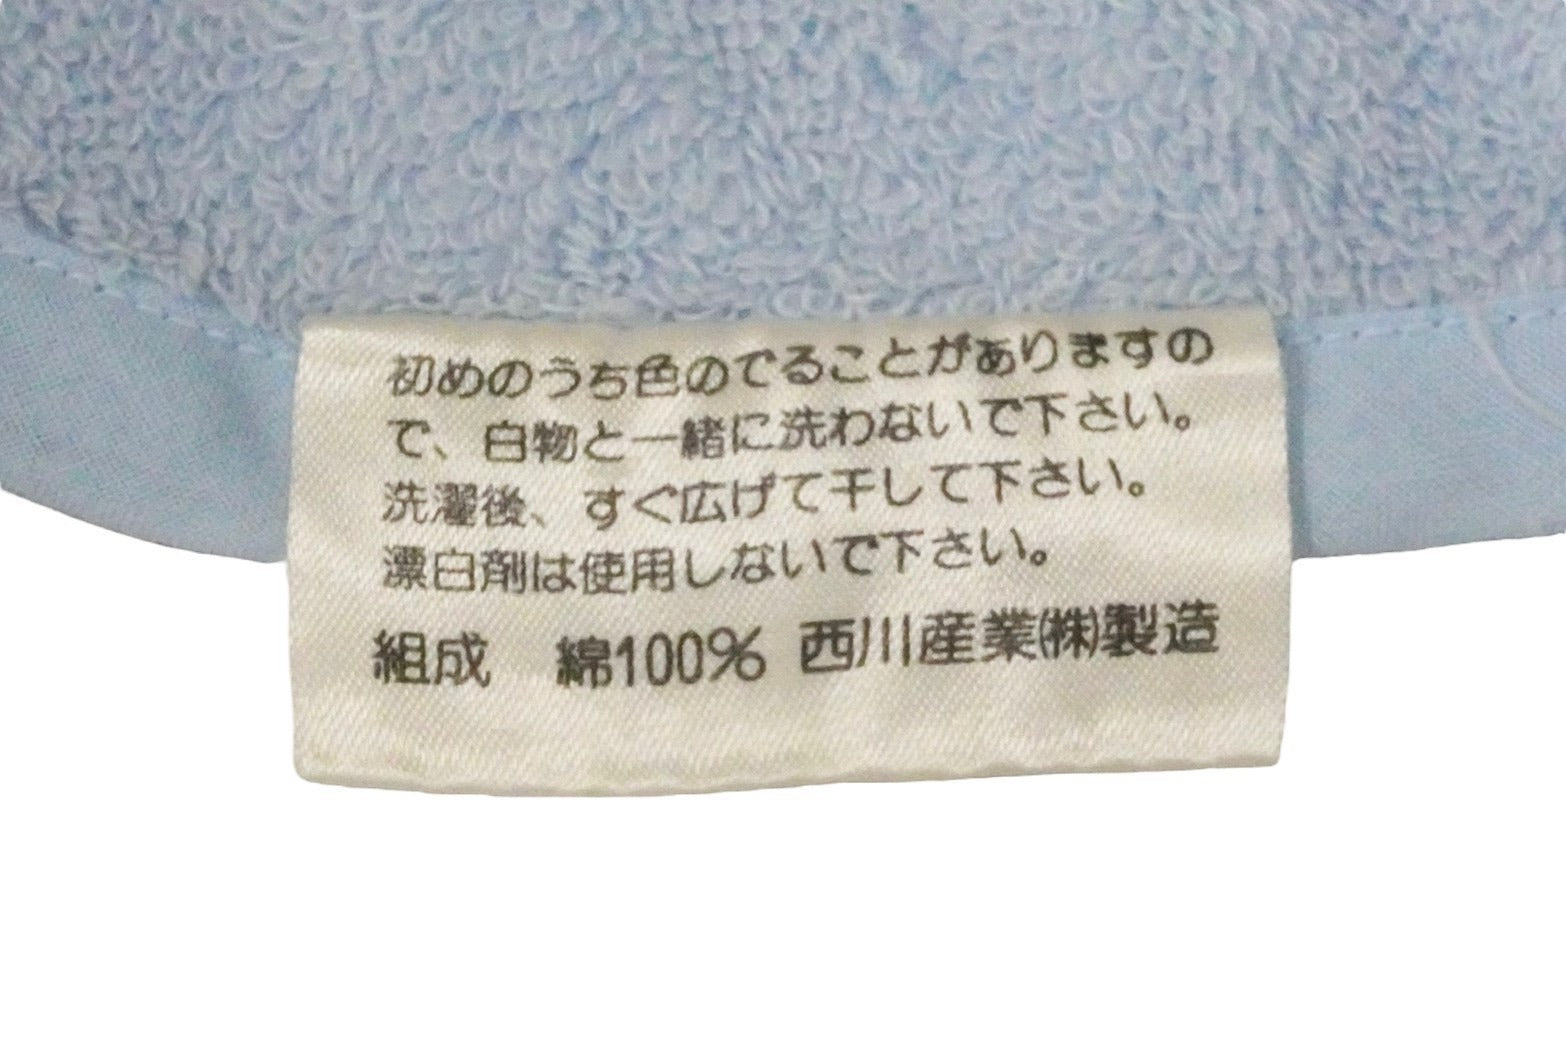 初めのうち色のでることがありますの
で、白物と一緒に洗わないで下さい。
洗濯後、すぐ広げて干して下さい。
漂白剤は使用しないで下さい。
組成　綿100% 西川産業㈱製造